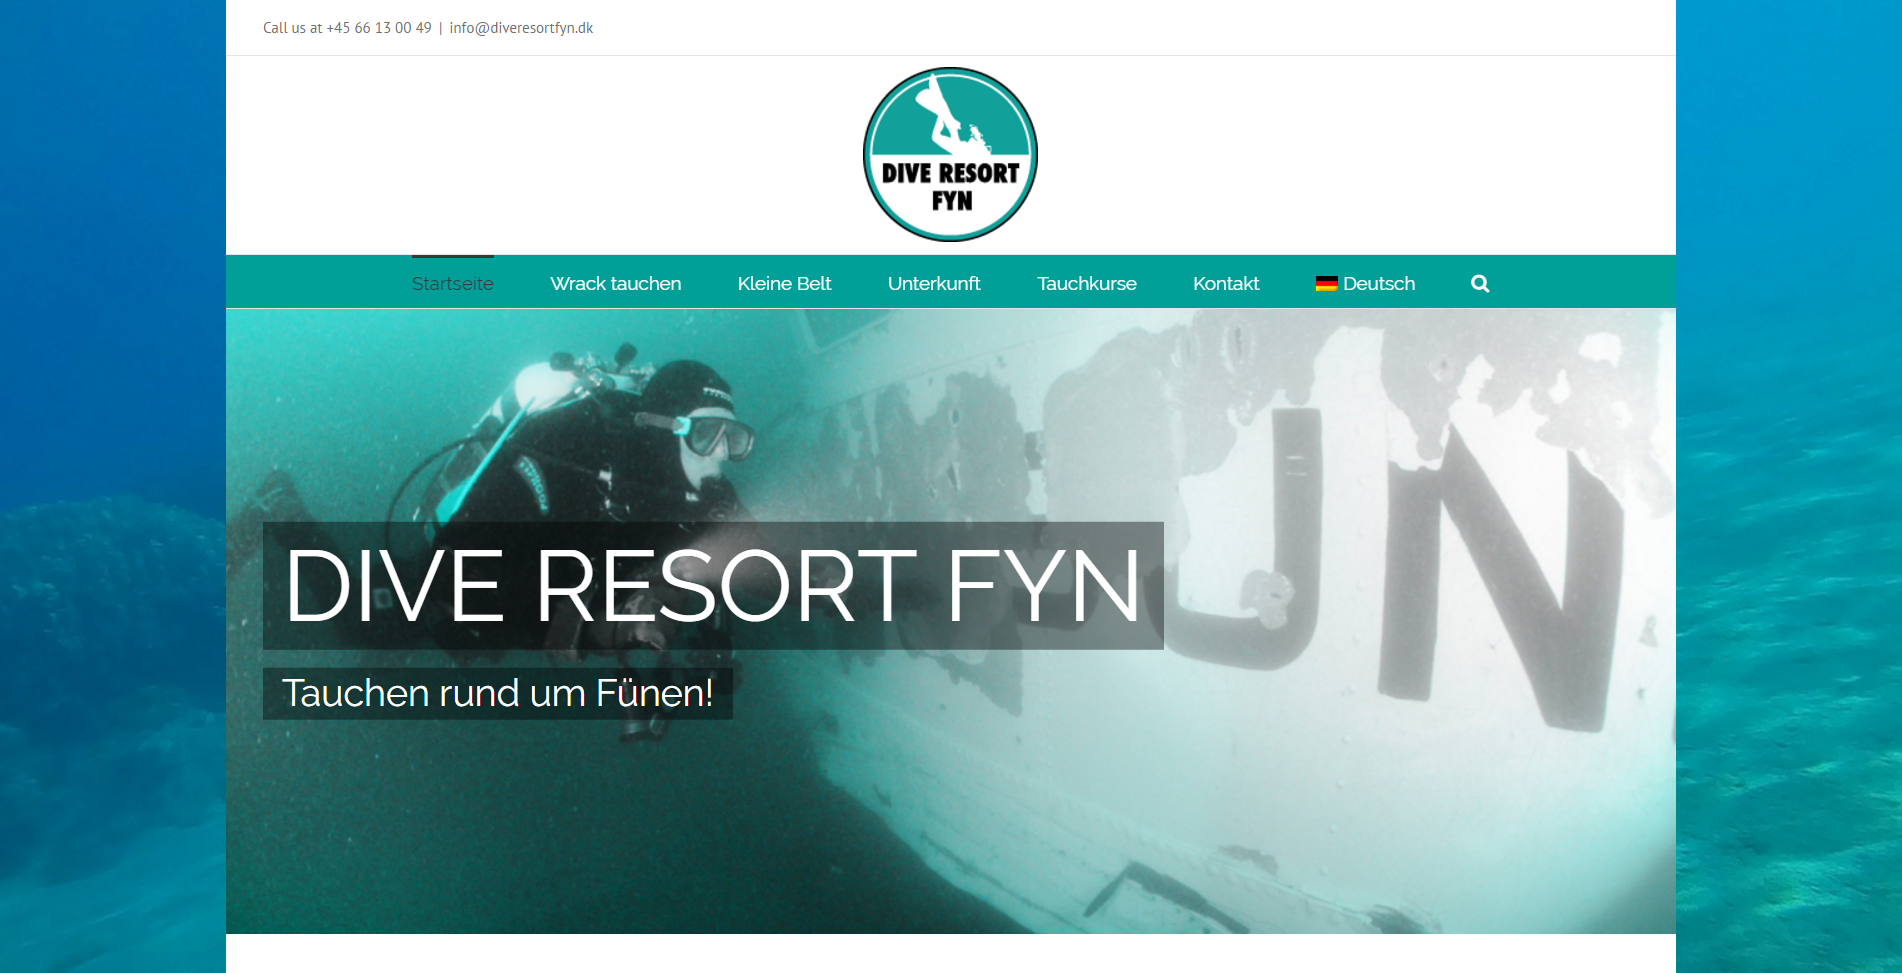 Call us at +45 66 13 00 49 | info@diveresortfyn.dk
DIVE RESORT
FYN
Startseite Wrack tauchen Kleine Belt Unterkunft Tauchkurse Kontakt Deutsch
UN
DIVE RESORT FYN
Tauchen rund um Fünen!